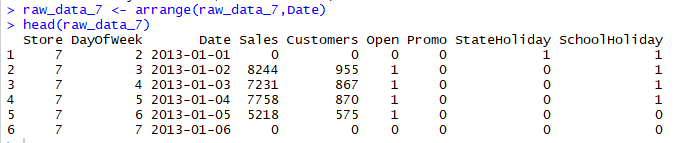 > raw_data_7 <- arrange(raw_data_7,Date)
> head(raw_data_7)
  Store DayOfWeek       Date Sales Customers Open Promo StateHoliday SchoolHoliday
1     7         2 2013-01-01     0         0    0     0            1             1
2     7         3 2013-01-02  8244       955    1     0            0             1
3     7         4 2013-01-03  7231       867    1     0            0             1
4     7         5 2013-01-04  7758       870    1     0            0             1
5     7         6 2013-01-05  5218       575    1     0            0             0
6     7         7 2013-01-06     0         0    0     0            0             0